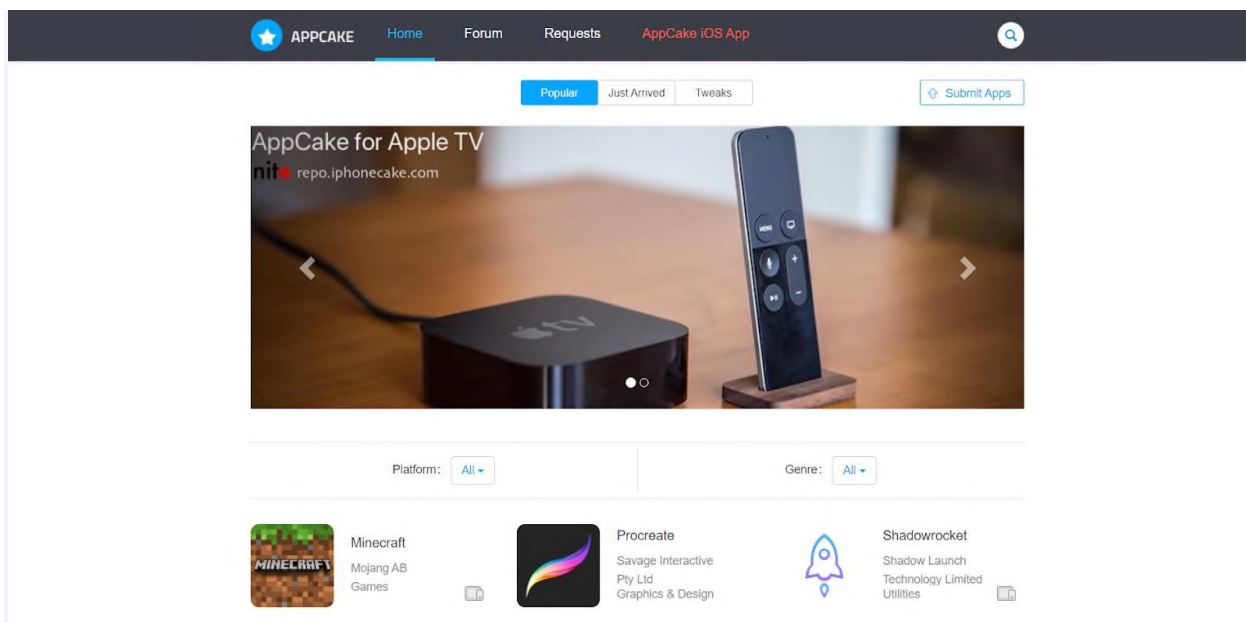 APPCAKE Home Forum Requests AppCake iOS App
Popular Just Arrived Tweaks Submit Apps
AppCake for Apple TV
nito repo.iphonecake.com
MENU
tv
Platform: All Genre: All
MINECRAFT
Minecraft
Mojang AB
Games
Procreate
Savage Interactive
Pty Ltd
Graphics & Design
Shadowrocket
Shadow Launch
Technology Limited
Utilities